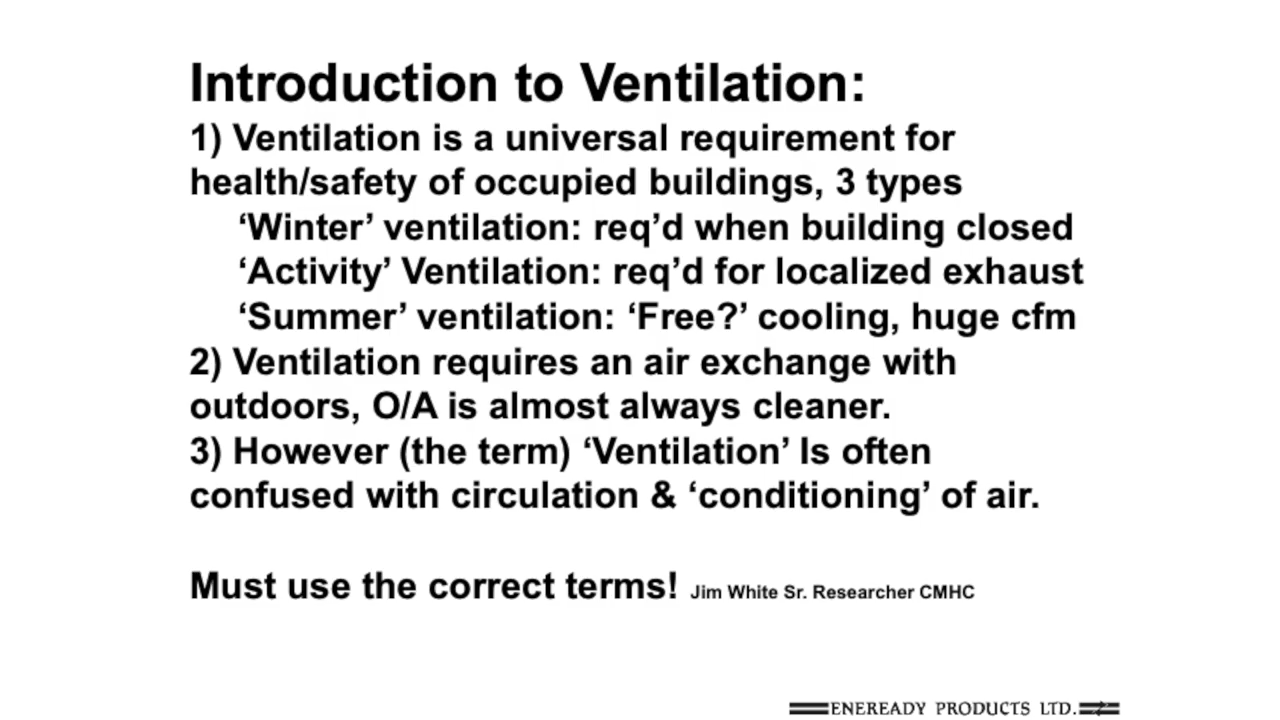 Introduction to Ventilation:
1) Ventilation is a universal requirement for
health/safety of occupied buildings, 3 types
‘Winter’ ventilation: req’d when building closed
‘Activity’ Ventilation: req’d for localized exhaust
‘Summer’ ventilation: ‘Free?’ cooling, huge cfm
2) Ventilation requires an air exchange with
outdoors, O/A is almost always cleaner.
3) However (the term) ‘Ventilation’ Is often
confused with circulation & ‘conditioning’ of air.
Must use the correct terms! Jim White Sr. Researcher CMHC
ENEREADY PRODUCTS LTD.